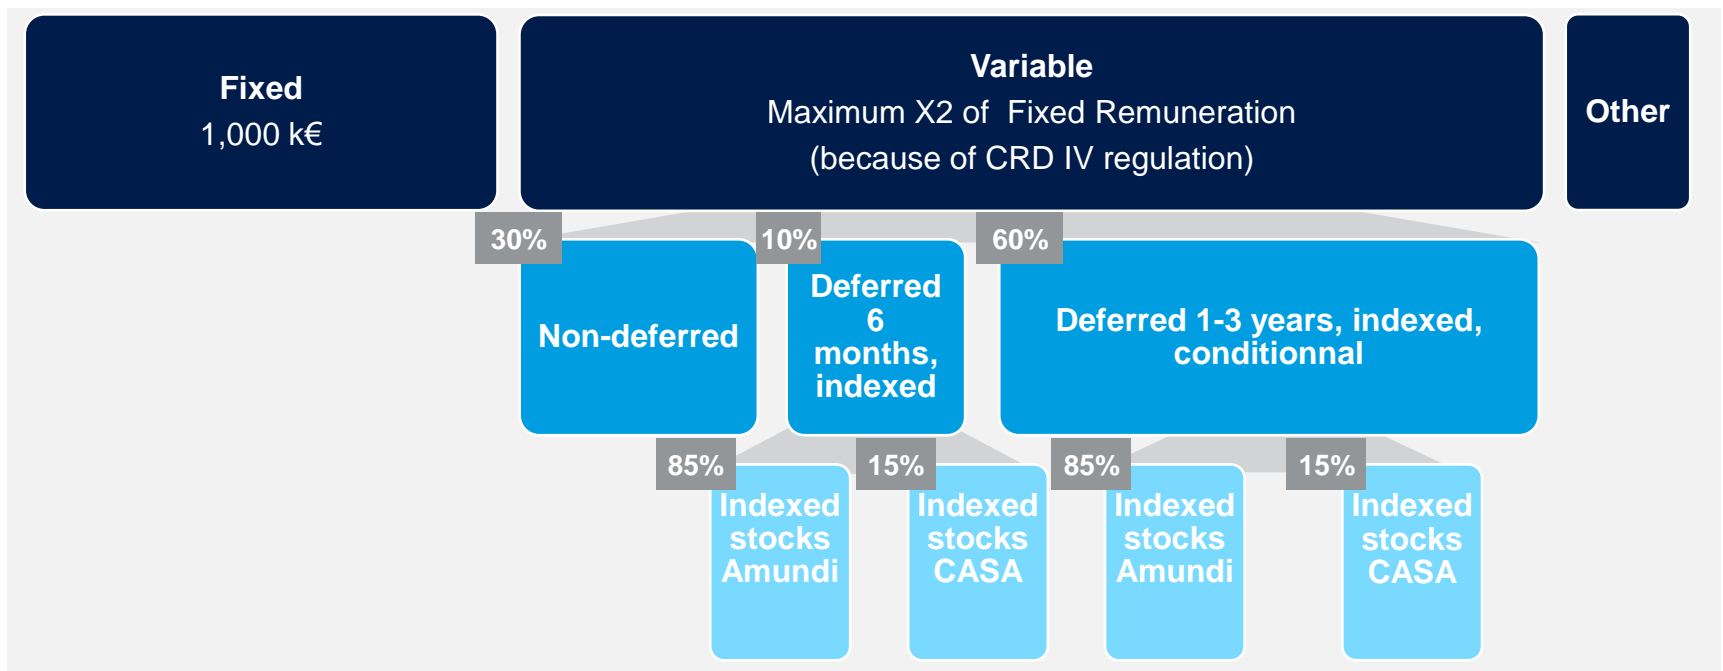 Fixed
1,000 k€
Variable
Maximum X2 of Fixed Remuneration
(because of CRD IV regulation)
Other
30%
Non-deferred
10%
Deferred
6
months,
indexed
60%
Deferred 1-3 years, indexed,
conditionnal
85%
Indexed
stocks
Amundi
15%
Indexed
stocks
CASA
85%
Indexed
stocks
Amundi
15%
Indexed
stocks
CASA